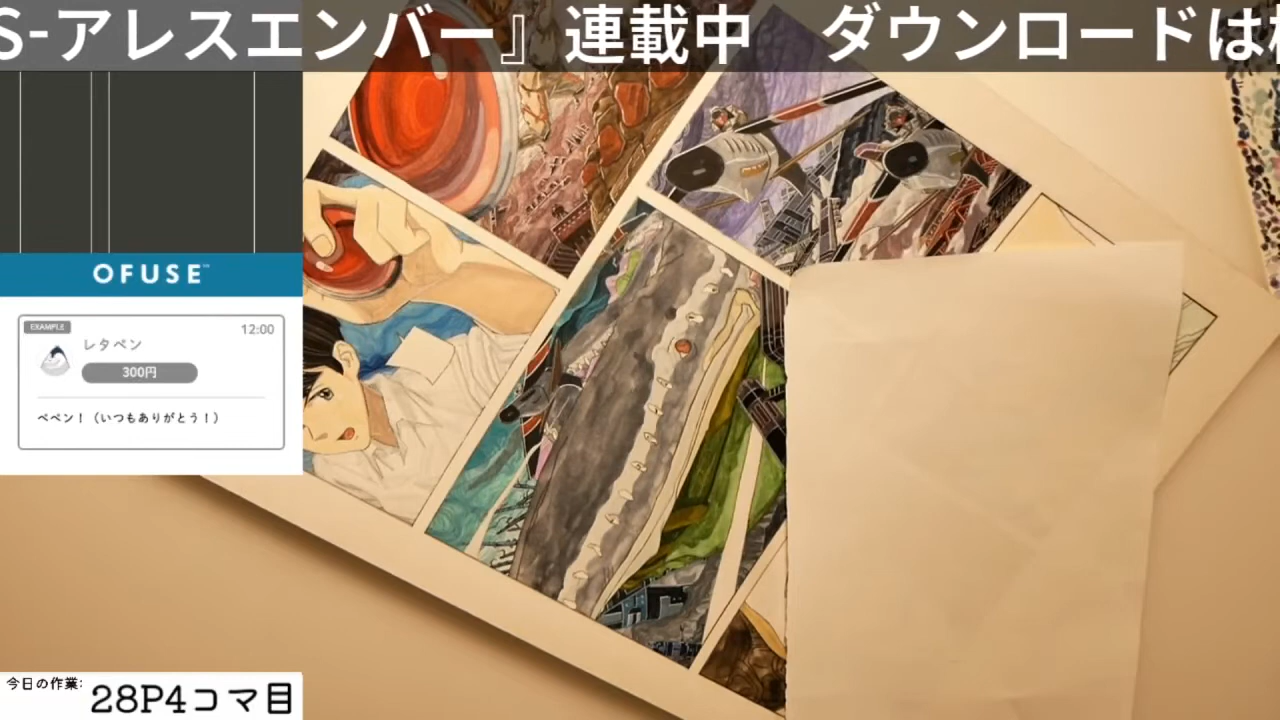 S-アレスエンバー』連載中　ダウンロードは
OFUSE
EXAMPLE
12:00
レタペン
300円
ペペン！（いつもありがとう！）
今日の作業:
28P4コマ目